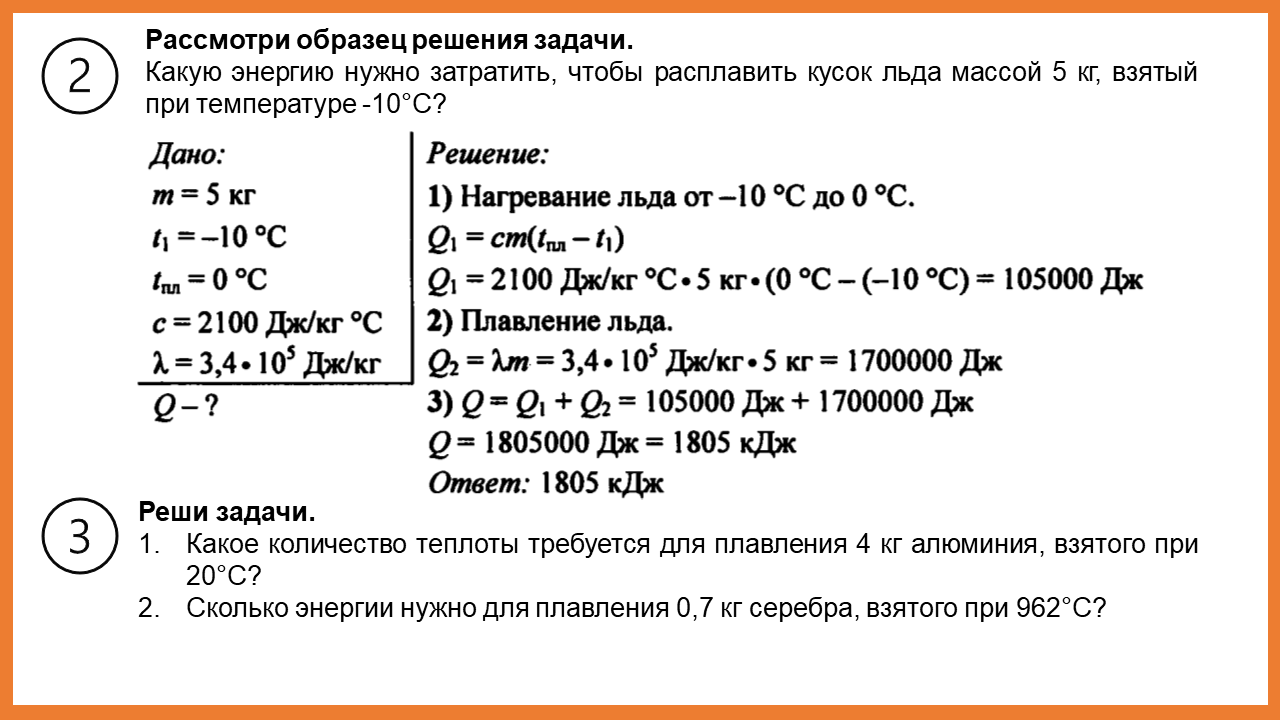 2
Рассмотри образец решения задачи.
Какую энергию нужно затратить, чтобы расплавить кусок льда массой 5 кг, взятый
при температуре -10°С?
Дано:
m = 5 кг
t₁ = –10 °С
tпл = 0 °С
c = 2100 Дж/кг °С
λ = 3,4 • 10⁵ Дж/кг
Q – ?
Решение:
1) Нагревание льда от –10 °С до 0 °С.
Q₁ = cm(tпл – t₁)
Q₁ = 2100 Дж/кг °С • 5 кг • (0 °С – (–10 °С) = 105000 Дж
2) Плавление льда.
Q₂ = λm = 3,4 • 10⁵ Дж/кг • 5 кг = 1700000 Дж
3) Q = Q₁ + Q₂ = 105000 Дж + 1700000 Дж
Q = 1805000 Дж = 1805 кДж
Ответ: 1805 кДж
3
Реши задачи.
1. Какое количество теплоты требуется для плавления 4 кг алюминия, взятого при
20°С?
2. Сколько энергии нужно для плавления 0,7 кг серебра, взятого при 962°С?